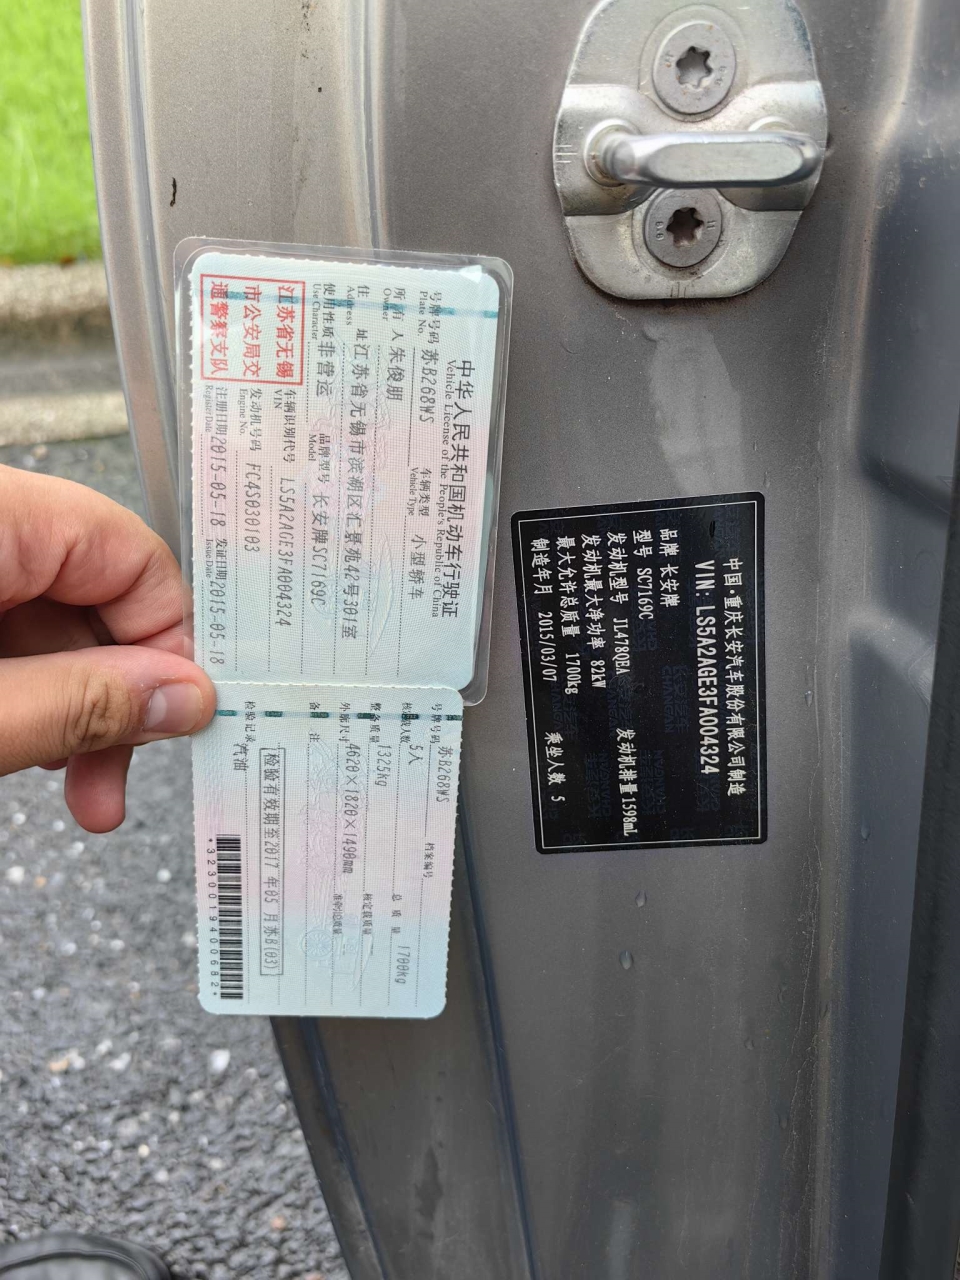 中华人民共和国机动车行驶证
Vehicle License of the People's Republic of China
号牌号码 苏B268WS 车辆类型 小型轿车
Plate No. Vehicle Type
所有人 朱俊朋
Owner
住址 江苏省无锡市滨湖区汇景苑42号301室
Address
使用性质 非营运 品牌型号 长安牌SC7169C
Use Character Model
江苏省无锡
市公安局交
通警察支队
车辆识别代号 LS5A2AGE3FA004324
VIN
发动机号码 FC4S030103
Engine No.
注册日期 2015-05-18 发证日期 2015-05-18
Register Date Issue Date
号牌号码 苏B268WS 档案编号
核定载人数 5人 总质量 1700kg
整备质量 1325kg 核定载质量
外廓尺寸 4620×1820×1490mm 准牵引总质量
备注
检验有效期至2017年05月苏B(03)
检验记录 汽油
*3230019400682*
中国·重庆长安汽车股份有限公司制造
VIN: LS5A2AGE3FA004324
品牌 长安牌
型号 SC7169C
发动机型号 JL478QEA 发动机排量 1598mL
发动机最大净功率 82kW
最大允许总质量 1700kg
制造年月 2015/03/07 乘坐人数 5